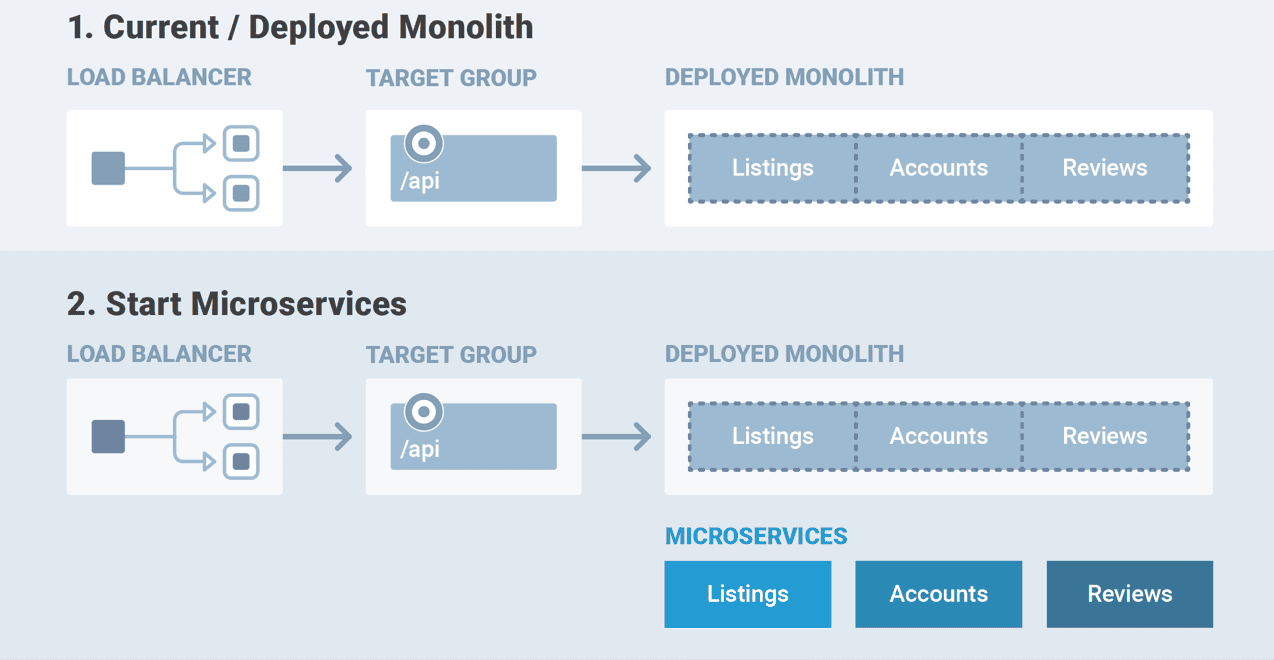 1. Current / Deployed Monolith
LOAD BALANCER
TARGET GROUP
DEPLOYED MONOLITH
/api
Listings
Accounts
Reviews
2. Start Microservices
LOAD BALANCER
TARGET GROUP
DEPLOYED MONOLITH
/api
Listings
Accounts
Reviews
MICROSERVICES
Listings
Accounts
Reviews